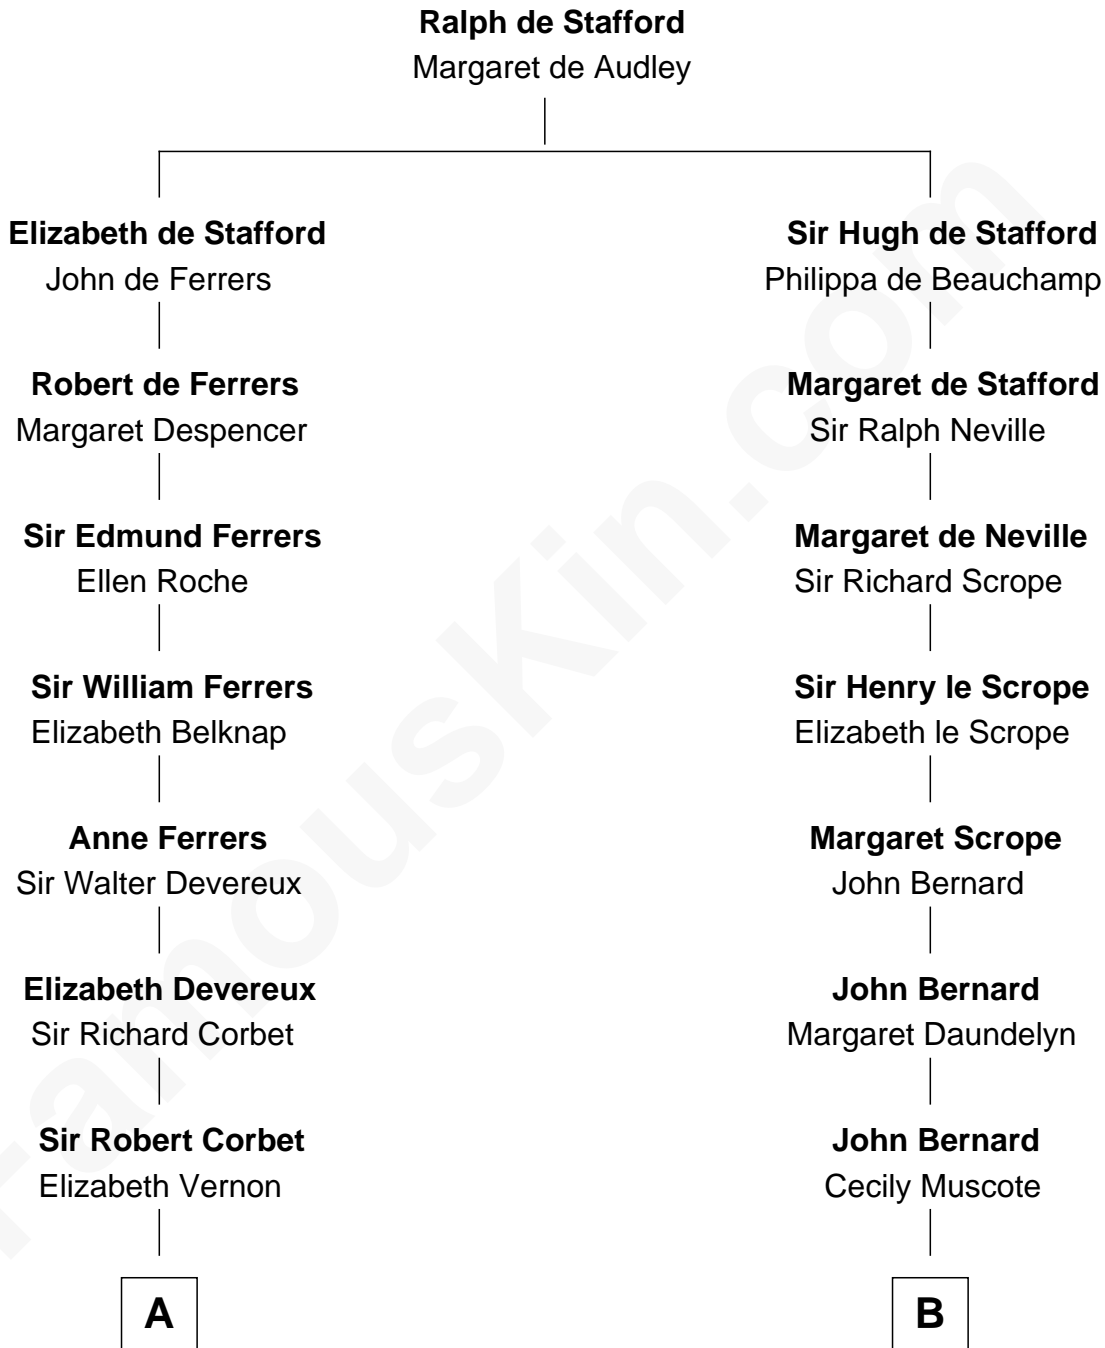 Ralph de Stafford
Margaret de Audley
Elizabeth de Stafford
John de Ferrers
Sir Hugh de Stafford
Philippa de Beauchamp
Robert de Ferrers
Margaret Despencer
Margaret de Stafford
Sir Ralph Neville
Sir Edmund Ferrers
Ellen Roche
Margaret de Neville
Sir Richard Scrope
Sir William Ferrers
Elizabeth Belknap
Sir Henry le Scrope
Elizabeth le Scrope
Anne Ferrers
Sir Walter Devereux
Margaret Scrope
John Bernard
Elizabeth Devereux
Sir Richard Corbet
John Bernard
Margaret Daundelyn
Sir Robert Corbet
Elizabeth Vernon
John Bernard
Cecily Muscote
A
B
FamousKin.com